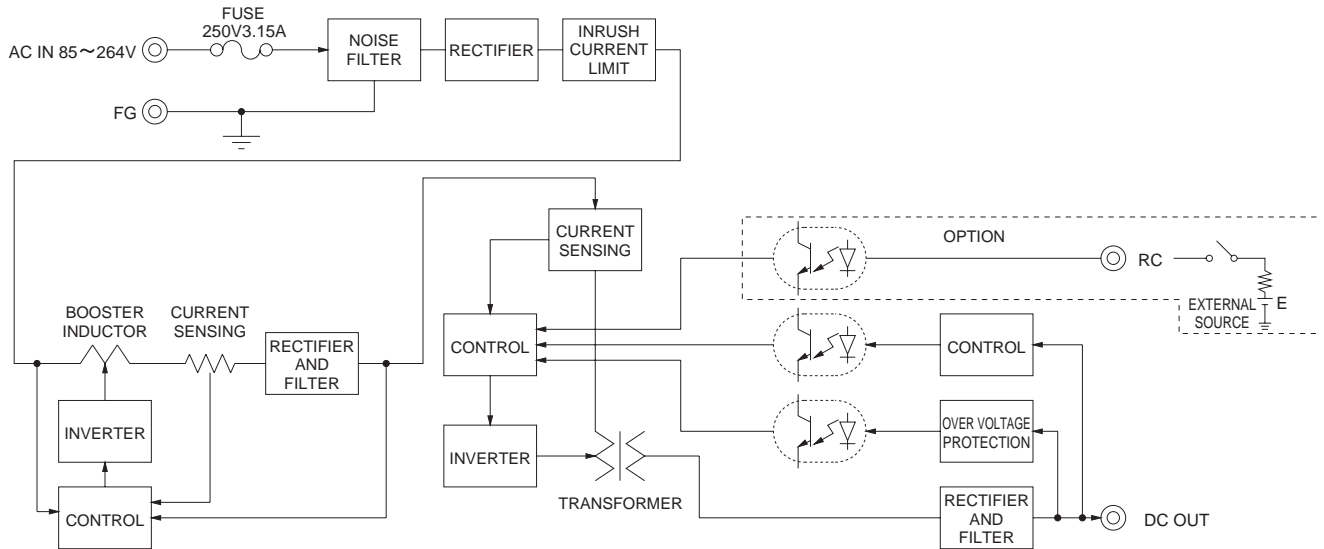 FUSE
250V3.15A
AC IN 85～264V
NOISE
FILTER
RECTIFIER
INRUSH
CURRENT
LIMIT
FG
CURRENT
SENSING
OPTION
RC
EXTERNAL
SOURCE
E
BOOSTER
INDUCTOR
CURRENT
SENSING
RECTIFIER
AND
FILTER
CONTROL
CONTROL
INVERTER
INVERTER
OVER VOLTAGE
PROTECTION
TRANSFORMER
CONTROL
RECTIFIER
AND
FILTER
DC OUT